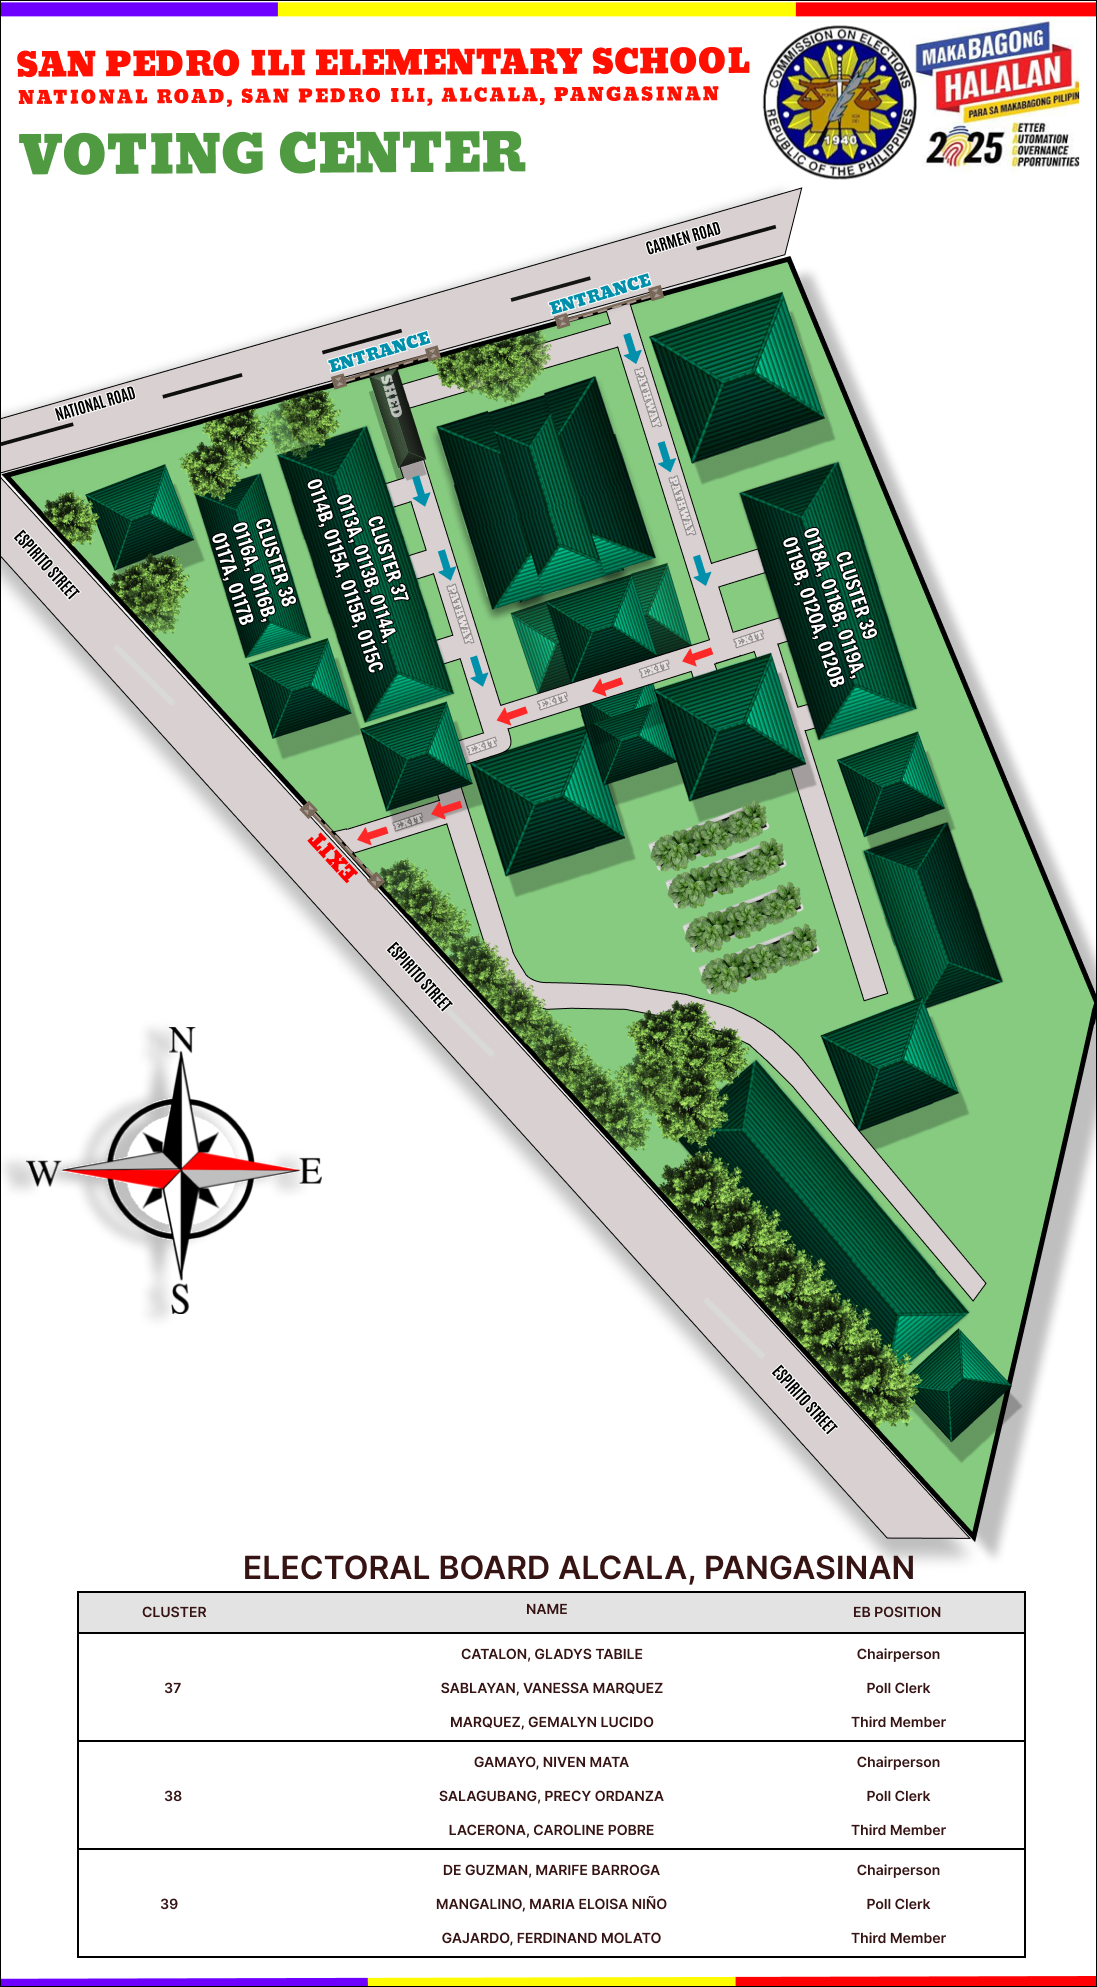 SAN PEDRO ILI ELEMENTARY SCHOOL
NATIONAL ROAD, SAN PEDRO ILI, ALCALA, PANGASINAN
VOTING CENTER
COMMISSION ON ELECTIONS
REPUBLIC OF THE PHILIPPINES
1940
MAKABAGONG
HALALAN
PARA SA MAKABAGONG PILIPIN
2025
BETTER
AUTOMATION
GOVERNANCE
OPPORTUNITIES
CARMEN ROAD
ENTRANCE
ENTRANCE
NATIONAL ROAD
SHED
PATHWAY
PATHWAY
PATHWAY
ESPIRITO STREET
CLUSTER 38
0116A, 0116B,
0117A, 0117B
CLUSTER 37
0113A, 0113B, 0114A,
0114B, 0115A, 0115B, 0115C
CLUSTER 39
0118A, 0118B, 0119A,
0119B, 0120A, 0120B
EXIT
EXIT
EXIT
EXIT
EXIT
EXIT
ESPIRITO STREET
N
W
E
S
ESPIRITO STREET
ELECTORAL BOARD ALCALA, PANGASINAN
CLUSTER NAME EB POSITION
CATALON, GLADYS TABILE Chairperson
37 SABLAYAN, VANESSA MARQUEZ Poll Clerk
MARQUEZ, GEMALYN LUCIDO Third Member
GAMAYO, NIVEN MATA Chairperson
38 SALAGUBANG, PRECY ORDANZA Poll Clerk
LACERONA, CAROLINE POBRE Third Member
DE GUZMAN, MARIFE BARROGA Chairperson
39 MANGALINO, MARIA ELOISA NIÑO Poll Clerk
GAJARDO, FERDINAND MOLATO Third Member